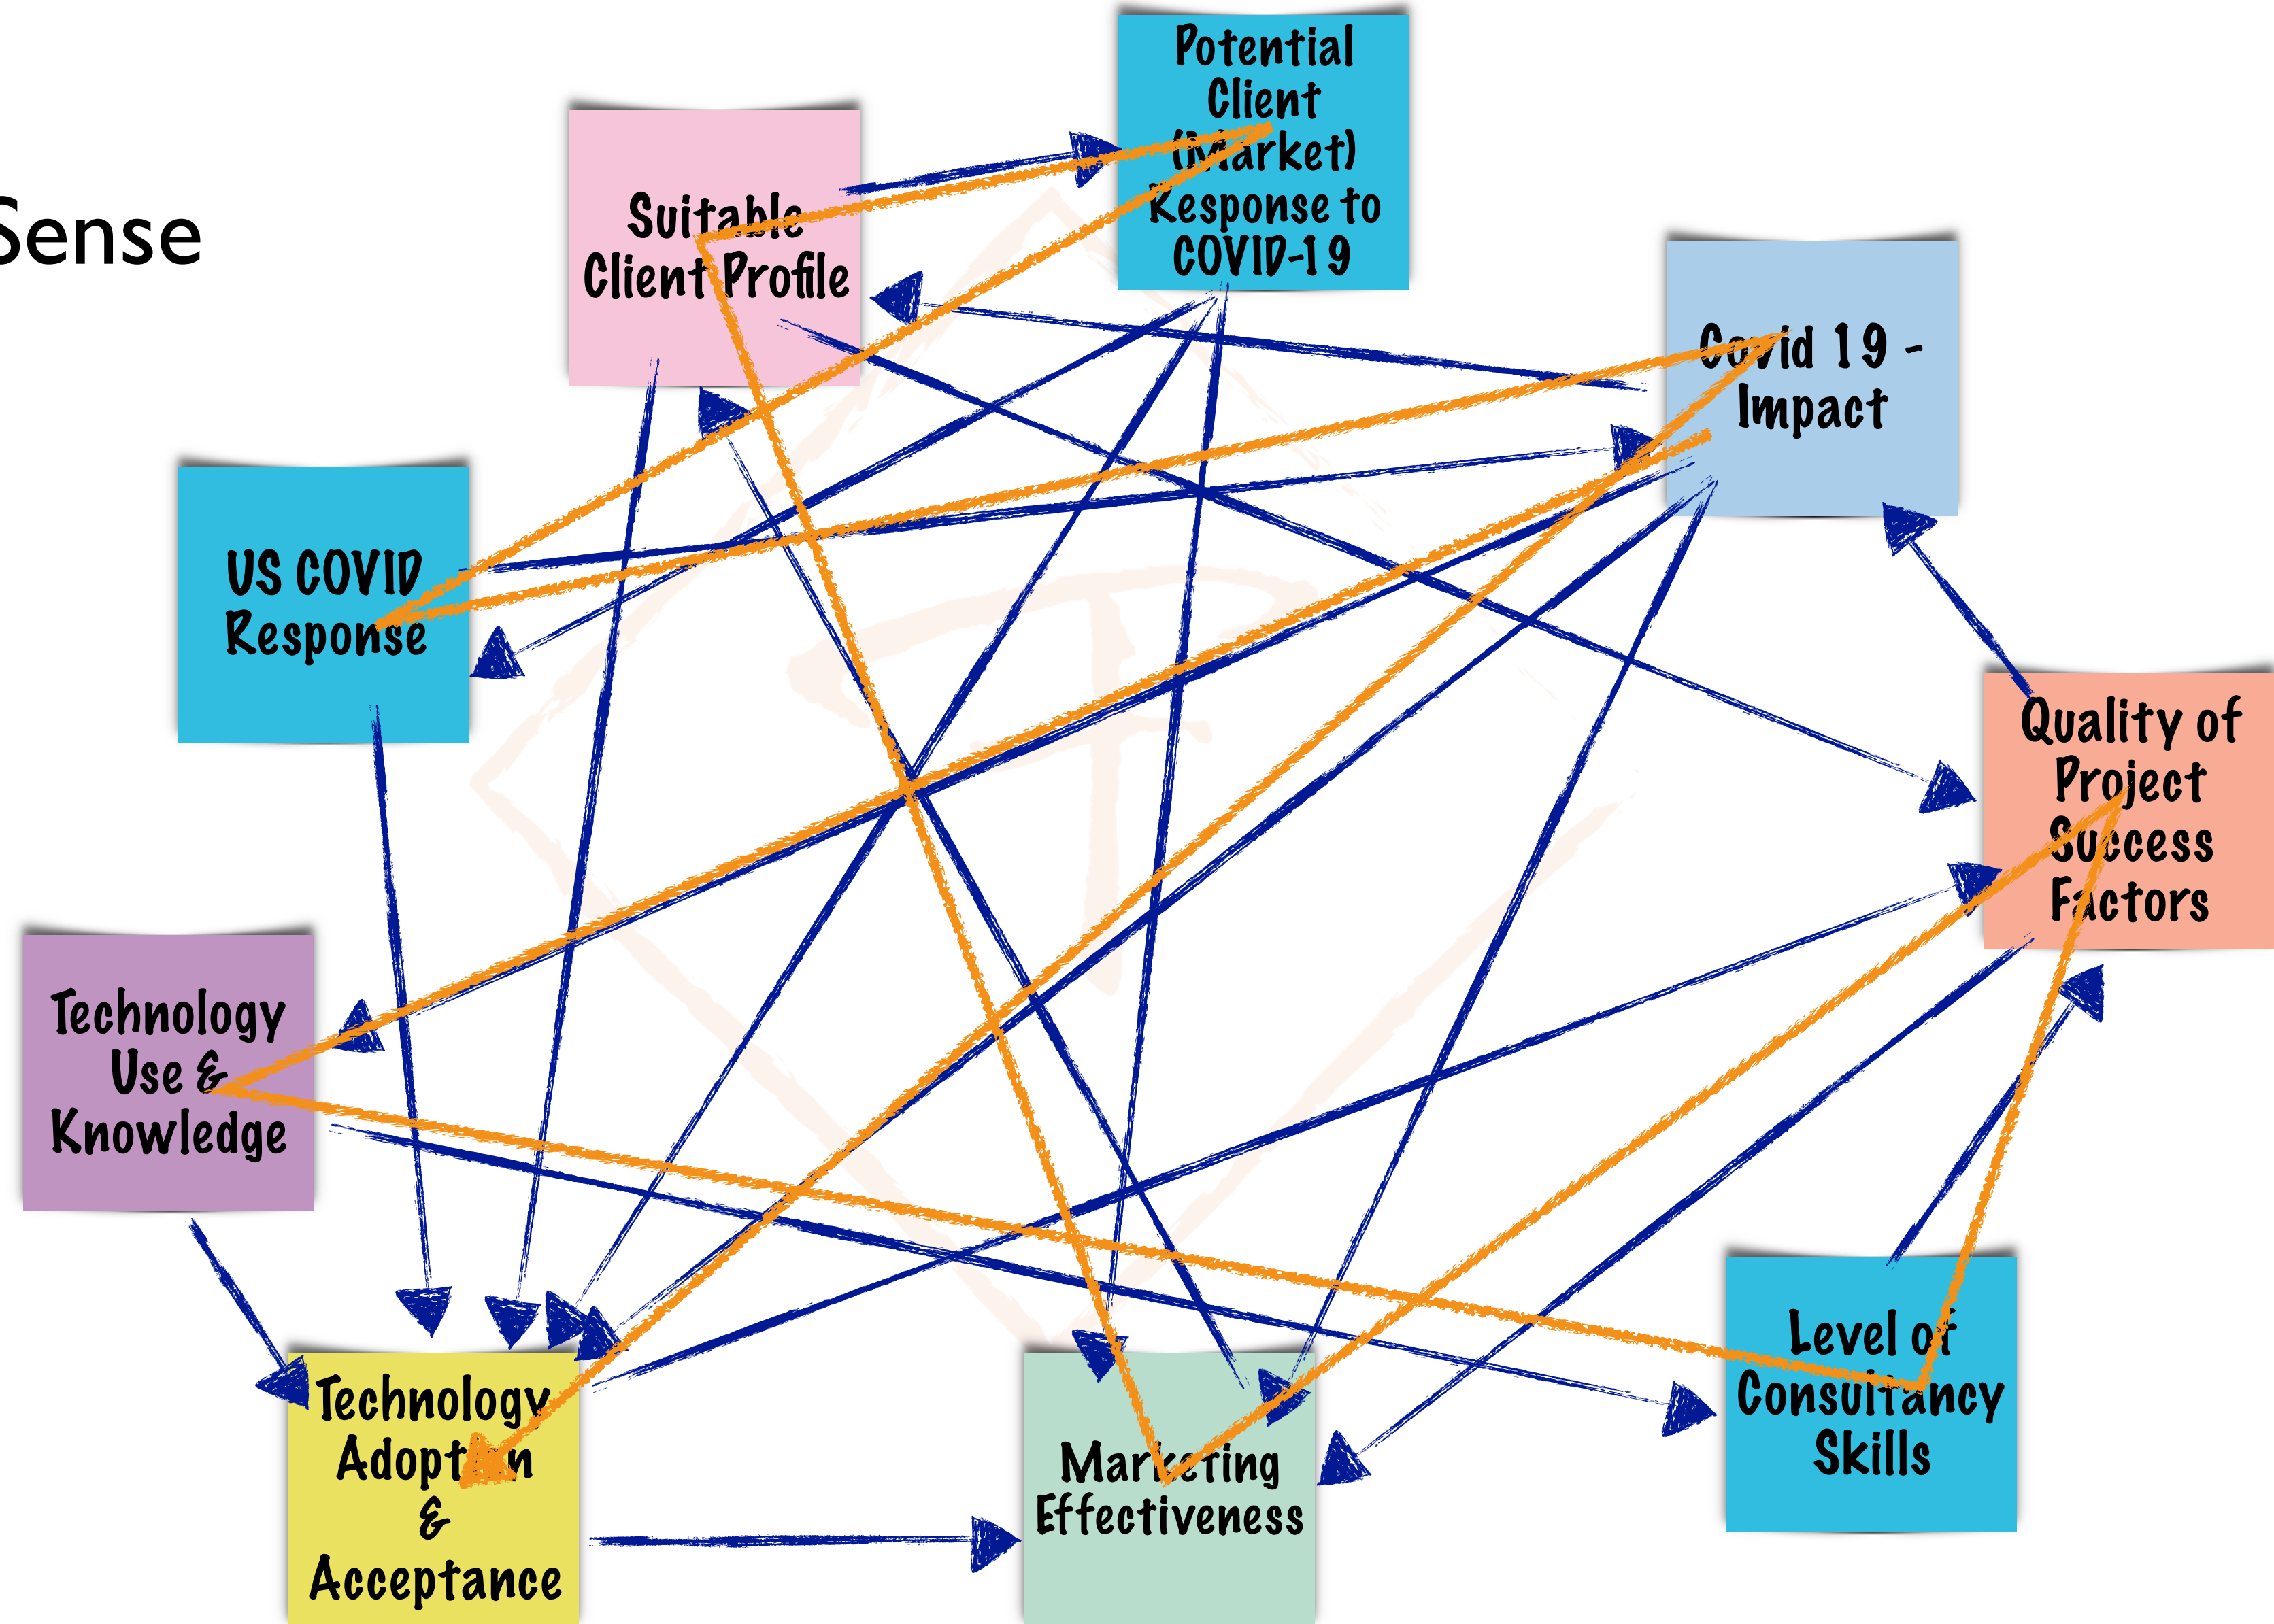 Sense
Potential
Client
(Market)
Response to
COVID-19
Suitable
Client Profile
Covid 19 -
Impact
US COVID
Response
Quality of
Project
Success
Factors
Technology
Use &
Knowledge
Level of
Consultancy
Skills
Technology
Adoption
&
Acceptance
Marketing
Effectiveness